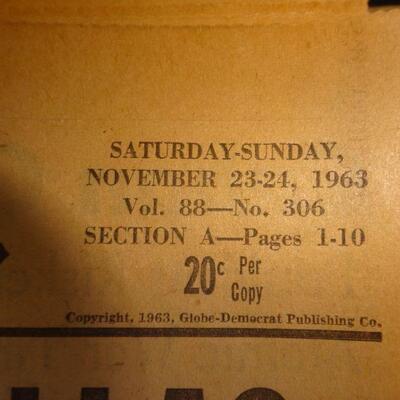 SATURDAY-SUNDAY,
NOVEMBER 23-24, 1963
Vol. 88—No. 306
SECTION A—Pages 1-10
20c Per Copy
Copyright, 1963, Globe-Democrat Publishing Co.